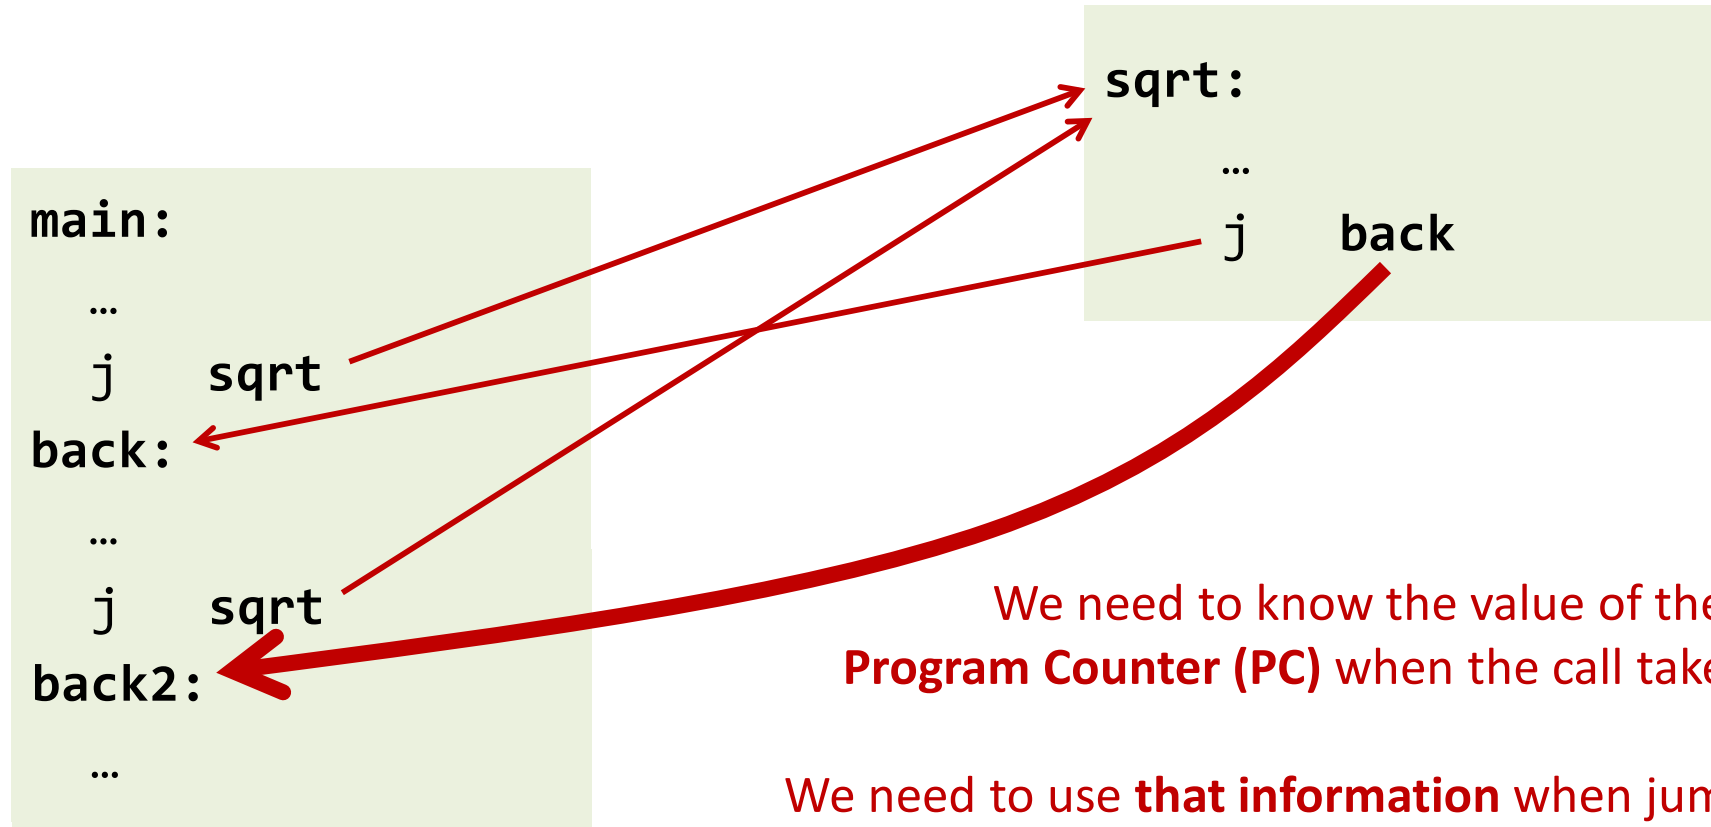 main:
…
j sqrt
back:
…
j sqrt
back2:
…
sqrt:
…
j back
We need to know the value of the
Program Counter (PC) when the call take
We need to use that information when jum